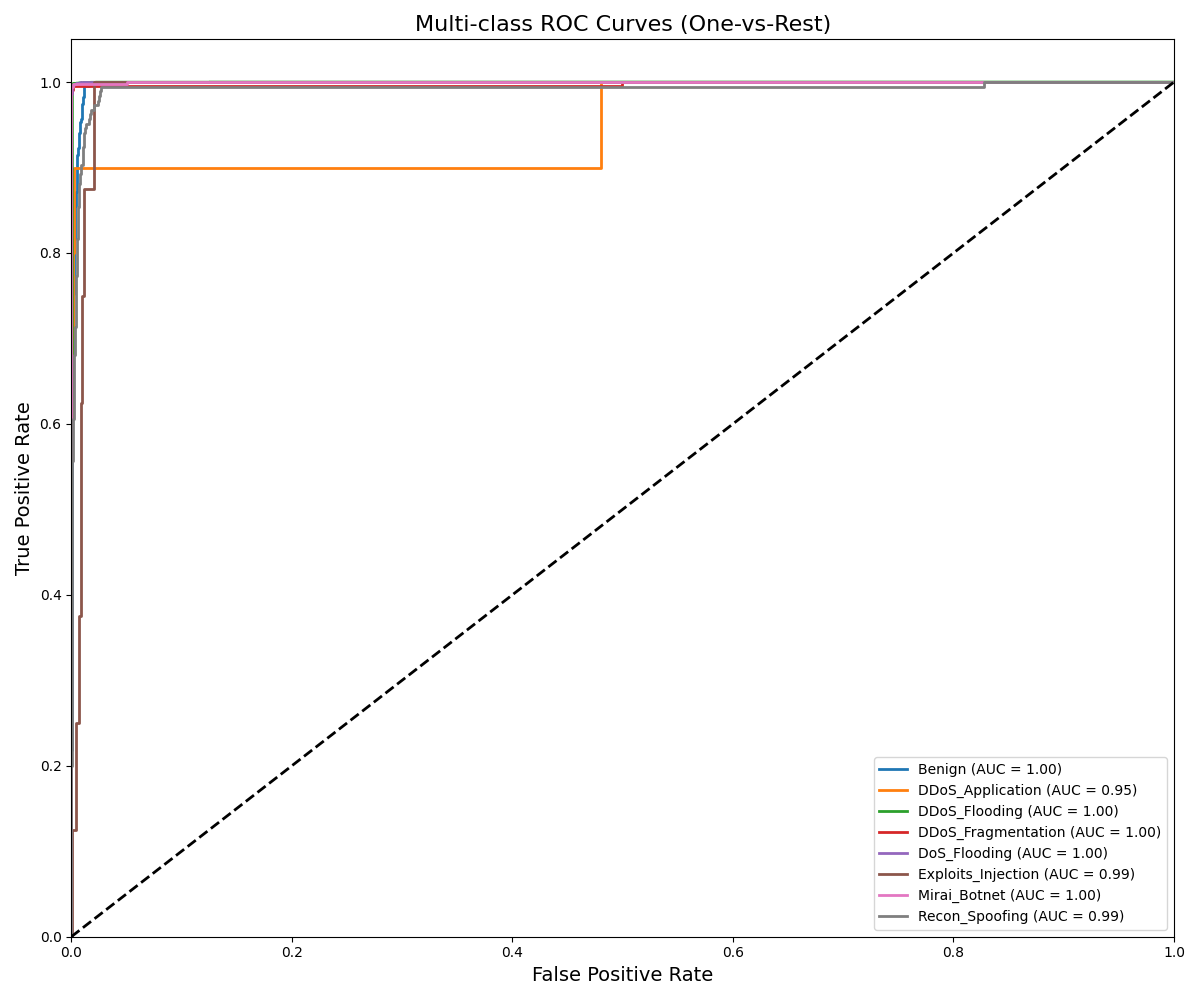 Multi-class ROC Curves (One-vs-Rest)
True Positive Rate
1.0
0.8
0.6
0.4
0.2
0.0
0.0 0.2 0.4 0.6 0.8 1.0
False Positive Rate
Benign (AUC = 1.00)
DDoS_Application (AUC = 0.95)
DDoS_Flooding (AUC = 1.00)
DDoS_Fragmentation (AUC = 1.00)
DoS_Flooding (AUC = 1.00)
Exploits_Injection (AUC = 0.99)
Mirai_Botnet (AUC = 1.00)
Recon_Spoofing (AUC = 0.99)